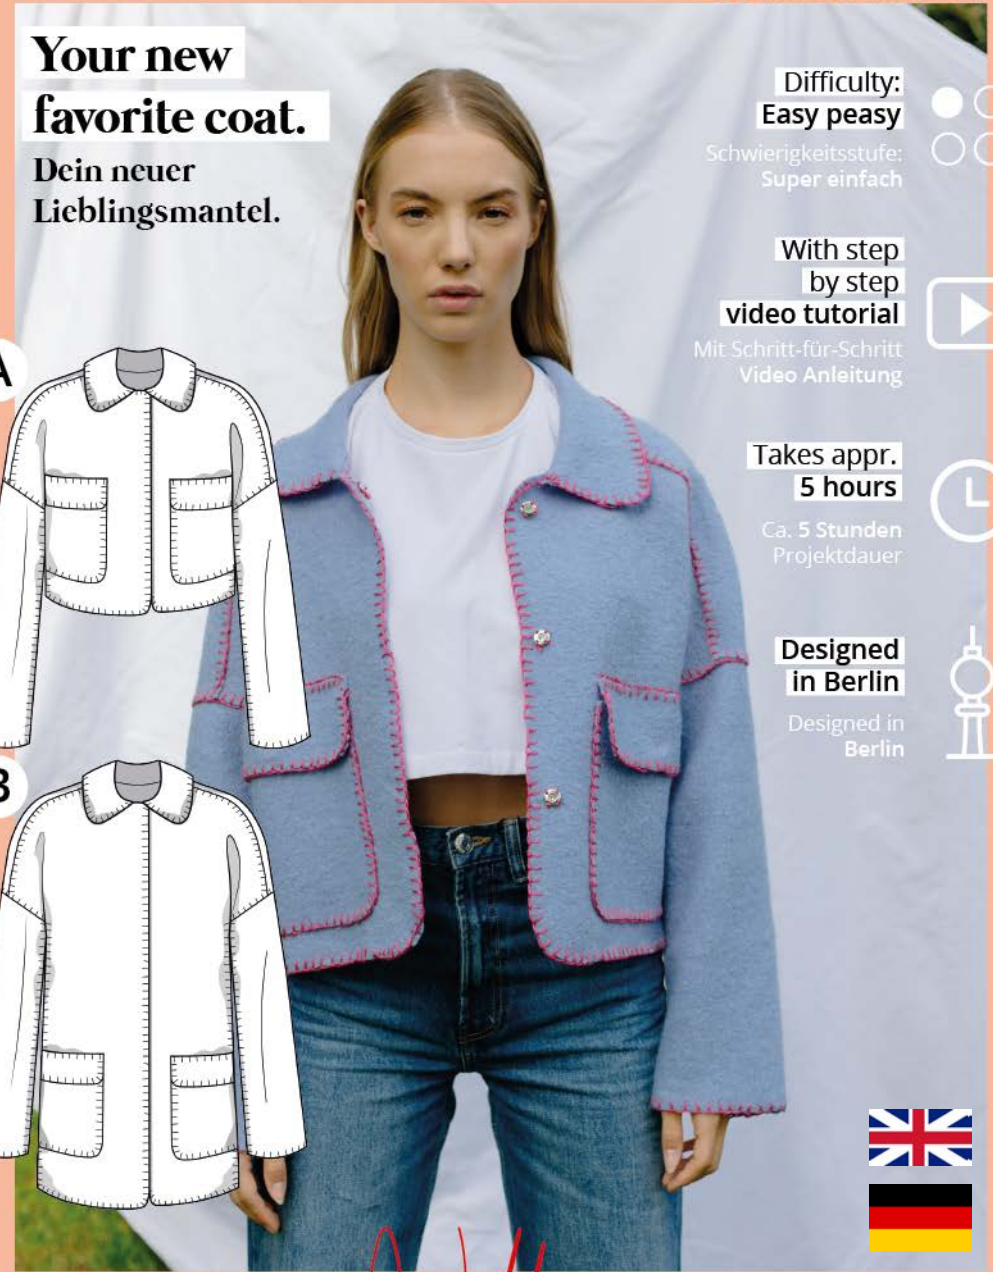 Your new
favorite coat.
Dein neuer
Lieblingsmantel.
A
B
Difficulty:
Easy peasy
Schwierigkeitsstufe:
Super einfach
With step
by step
video tutorial
Mit Schritt-für-Schritt
Video Anleitung
Takes appr.
5 hours
Ca. 5 Stunden
Projektdauer
Designed
in Berlin
Designed in
Berlin